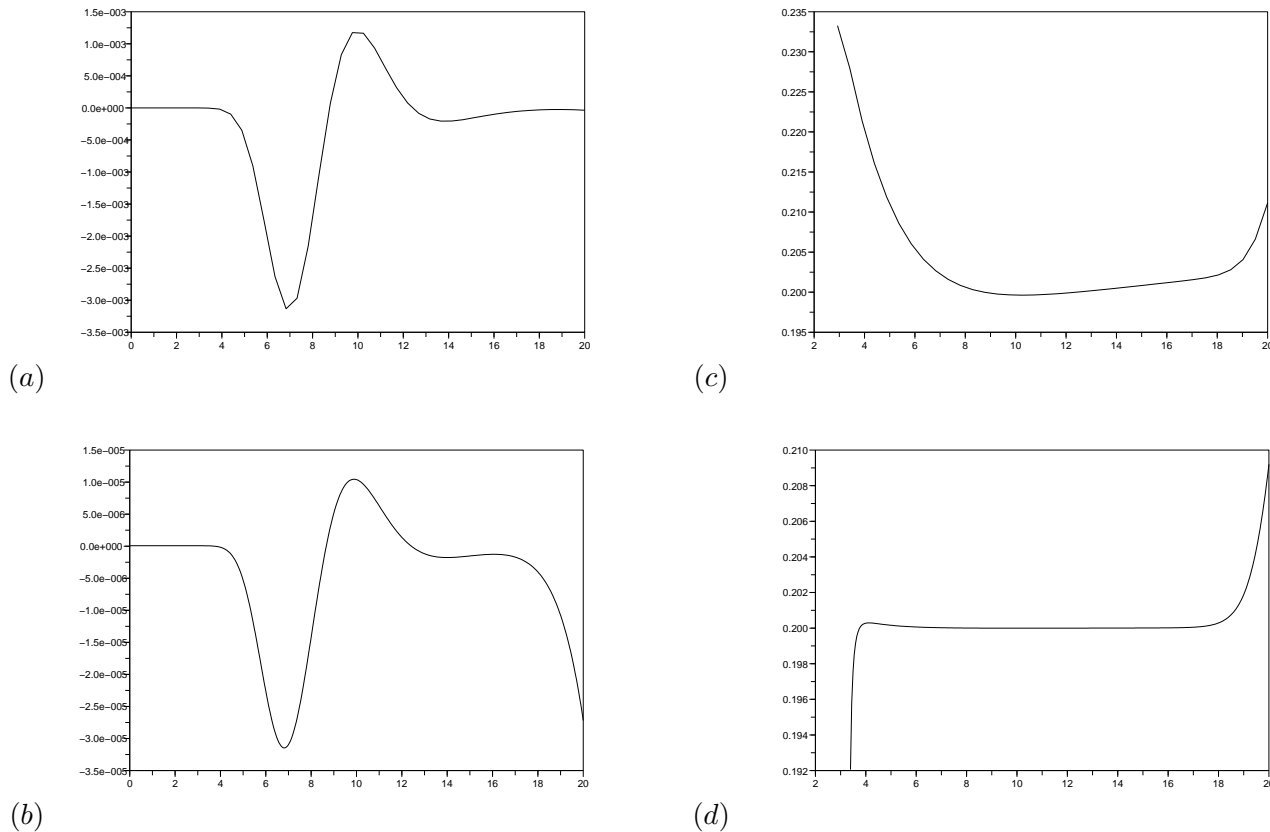 1.5e−003
1.0e−003
5.0e−004
0.0e+000
−5.0e−004
−1.0e−003
−1.5e−003
−2.0e−003
−2.5e−003
−3.0e−003
−3.5e−003
0 2 4 6 8 10 12 14 16 18 20
(a)
0.235
0.230
0.225
0.220
0.215
0.210
0.205
0.200
0.195
2 4 6 8 10 12 14 16 18 20
(c)
1.5e−005
1.0e−005
5.0e−006
0.0e+000
−5.0e−006
−1.0e−005
−1.5e−005
−2.0e−005
−2.5e−005
−3.0e−005
−3.5e−005
0 2 4 6 8 10 12 14 16 18 20
(b)
0.210
0.208
0.206
0.204
0.202
0.200
0.198
0.196
0.194
0.192
2 4 6 8 10 12 14 16 18 20
(d)